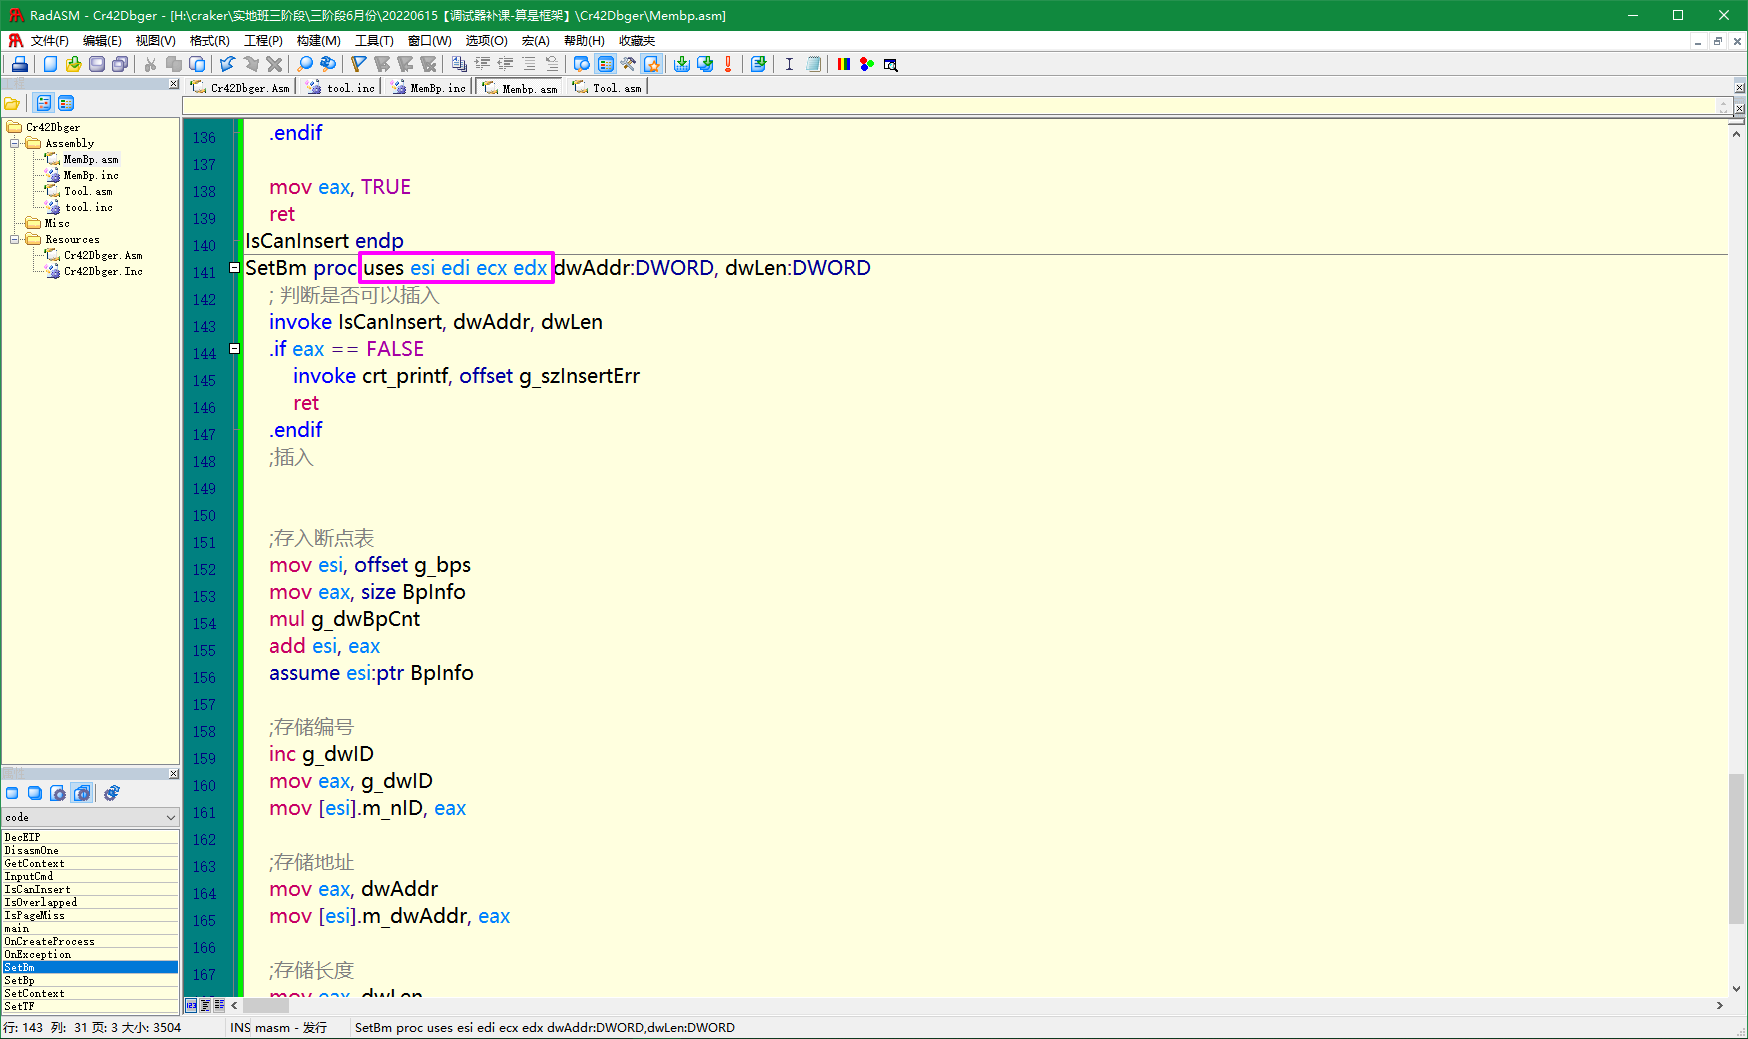 RadASM - Cr42Dbger - [H:\craker\实地班三阶段\三阶段6月份\20220615【调试器补课-算是框架】\Cr42Dbger\Membp.asm]
文件(F) 编辑(E) 视图(V) 格式(R) 工程(P) 构建(M) 工具(T) 窗口(W) 选项(O) 宏(A) 帮助(H) 收藏夹
Cr42Dbger.Asm tool.inc MemBp.inc Membp.asm Tool.asm
Cr42Dbger
Assembly
MemBp.asm
MemBp.inc
Tool.asm
tool.inc
Misc
Resources
Cr42Dbger.Asm
Cr42Dbger.Inc
code
DecEIP
DisasmOne
GetContext
InputCmd
IsCanInsert
IsOverlapped
IsPageMiss
main
OnCreateProcess
OnException
SetBm
SetBp
SetContext
SetTF
136 .endif
137
138 mov eax, TRUE
139 ret
140 IsCanInsert endp
141 SetBm proc uses esi edi ecx edx dwAddr:DWORD, dwLen:DWORD
142 ; 判断是否可以插入
143 invoke IsCanInsert, dwAddr, dwLen
144 .if eax == FALSE
145 invoke crt_printf, offset g_szInsertErr
146 ret
147 .endif
148 ;插入
149
150
151 ;存入断点表
152 mov esi, offset g_bps
153 mov eax, size BpInfo
154 mul g_dwBpCnt
155 add esi, eax
156 assume esi:ptr BpInfo
157
158 ;存储编号
159 inc g_dwID
160 mov eax, g_dwID
161 mov [esi].m_nID, eax
162
163 ;存储地址
164 mov eax, dwAddr
165 mov [esi].m_dwAddr, eax
166
167 ;存储长度
mov eax, dwLen
行: 143 列: 31 页: 3 大小: 3504 INS masm - 发行 SetBm proc uses esi edi ecx edx dwAddr:DWORD,dwLen:DWORD